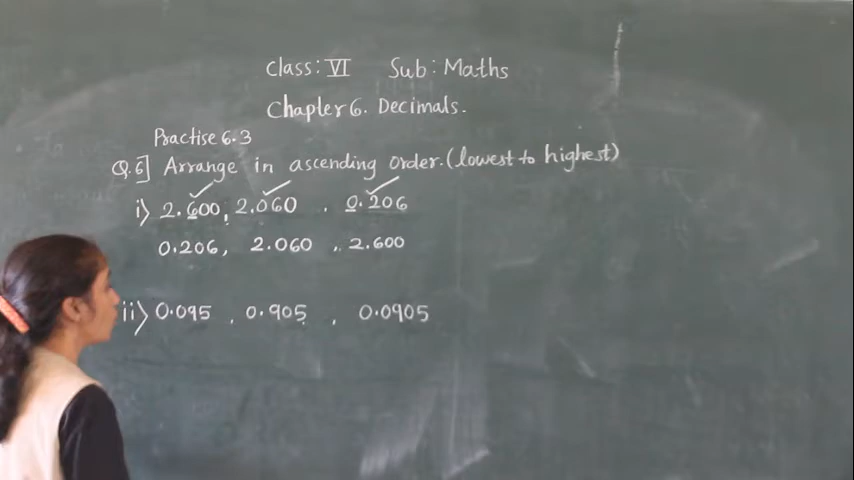 Class: VI Sub: Maths
Chapter 6. Decimals.
Practise 6.3
Q.6] Arrange in ascending order. (lowest to highest)
i) 2.600, 2.060 , 0.206
0.206, 2.060 , 2.600
ii) 0.095 , 0.905 , 0.0905